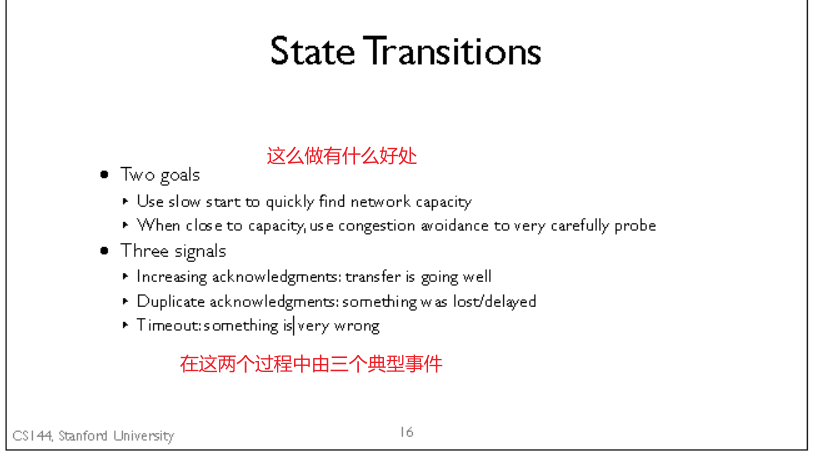 State Transitions
这么做有什么好处
• Two goals
‣ Use slow start to quickly find network capacity
‣ When close to capacity, use congestion avoidance to very carefully probe
• Three signals
‣ Increasing acknowledgments: transfer is going well
‣ Duplicate acknowledgments: something was lost/delayed
‣ Timeout: something is very wrong
在这两个过程中由三个典型事件
CS144, Stanford University
16